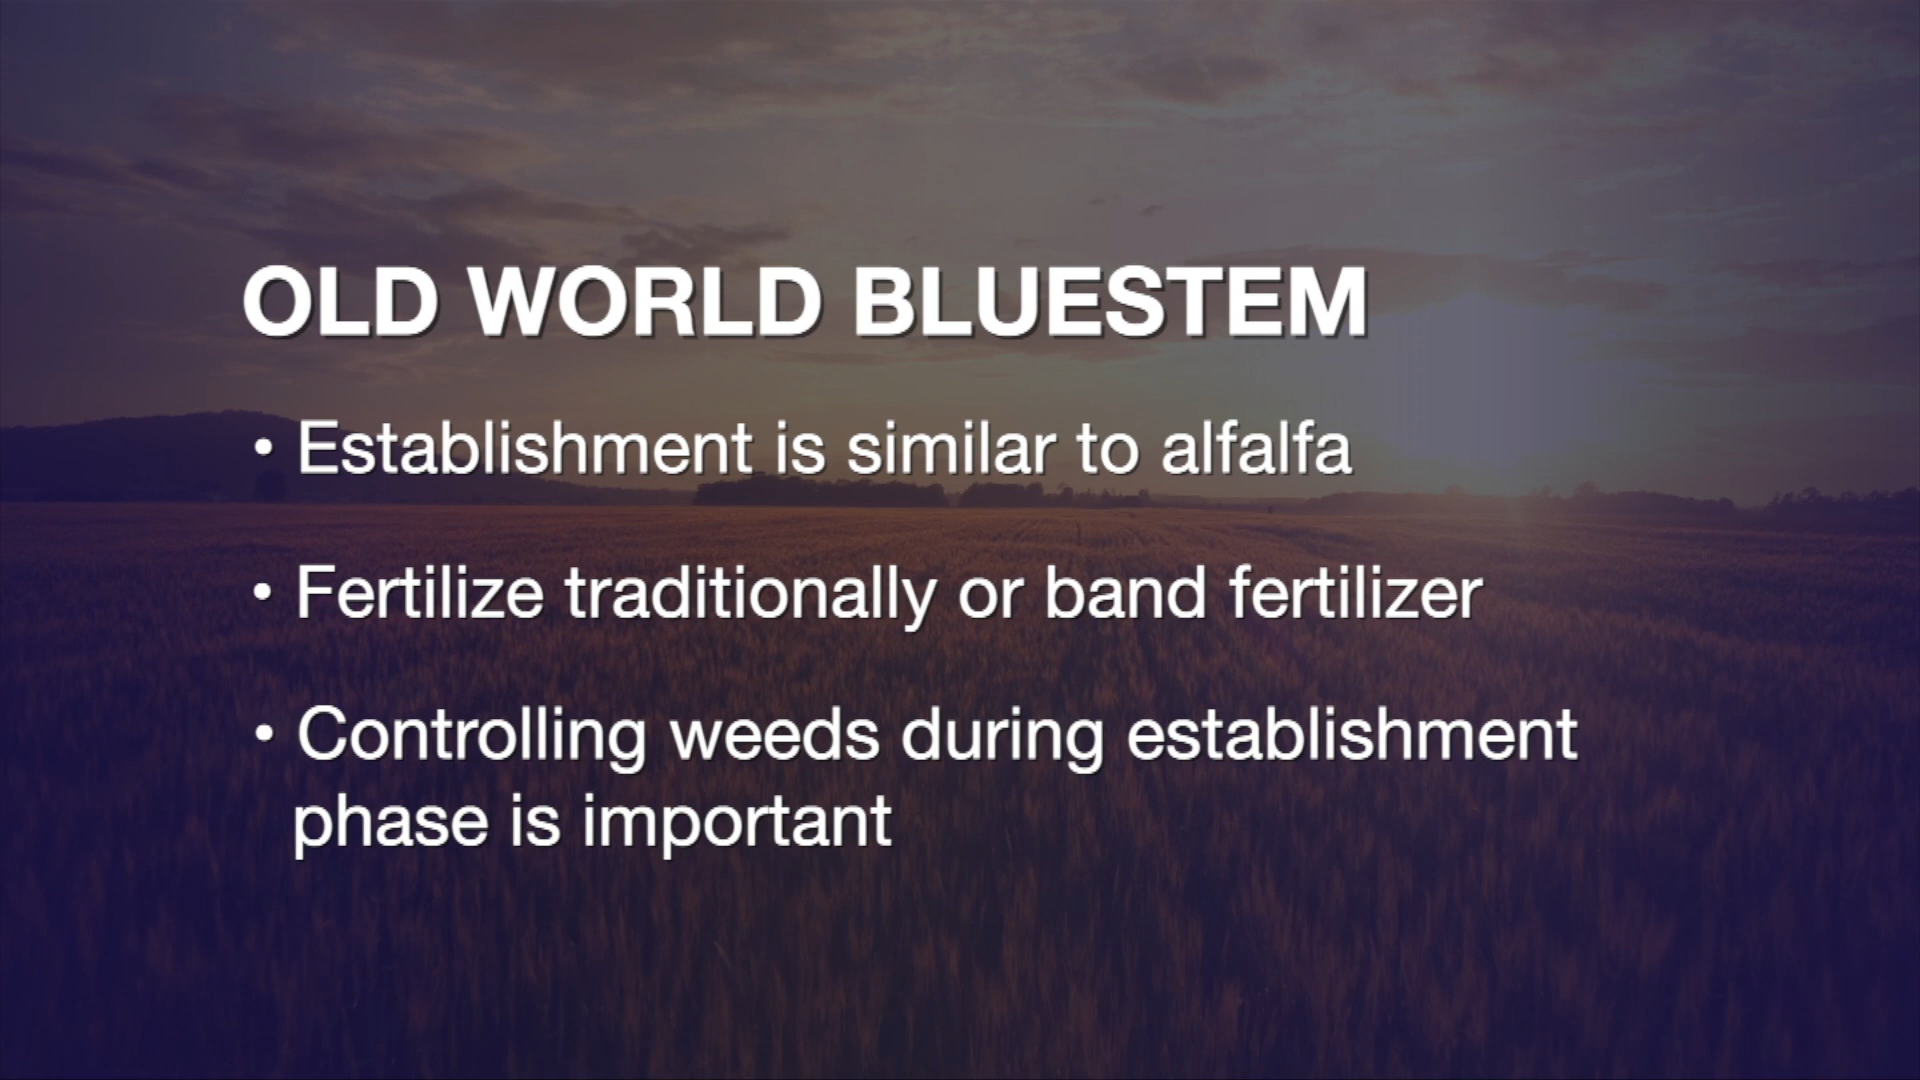 OLD WORLD BLUESTEM
• Establishment is similar to alfalfa
• Fertilize traditionally or band fertilizer
• Controlling weeds during establishment
phase is important